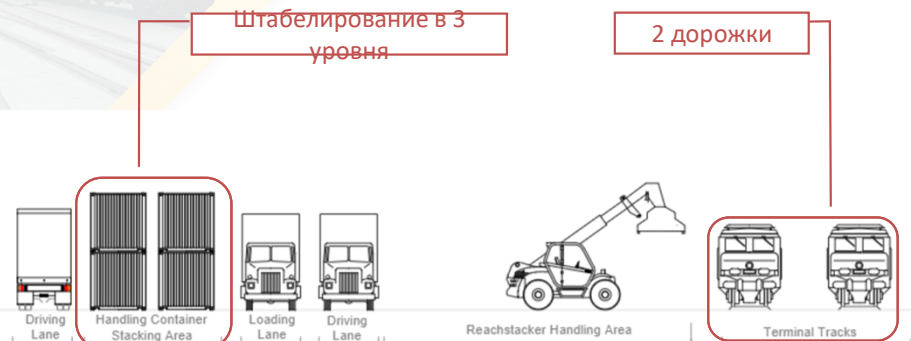 Штабелирование в 3
уровня
2 дорожки
Driving
Lane
Handling Container
Stacking Area
Loading
Lane
Driving
Lane
Reachstacker Handling Area
Terminal Tracks